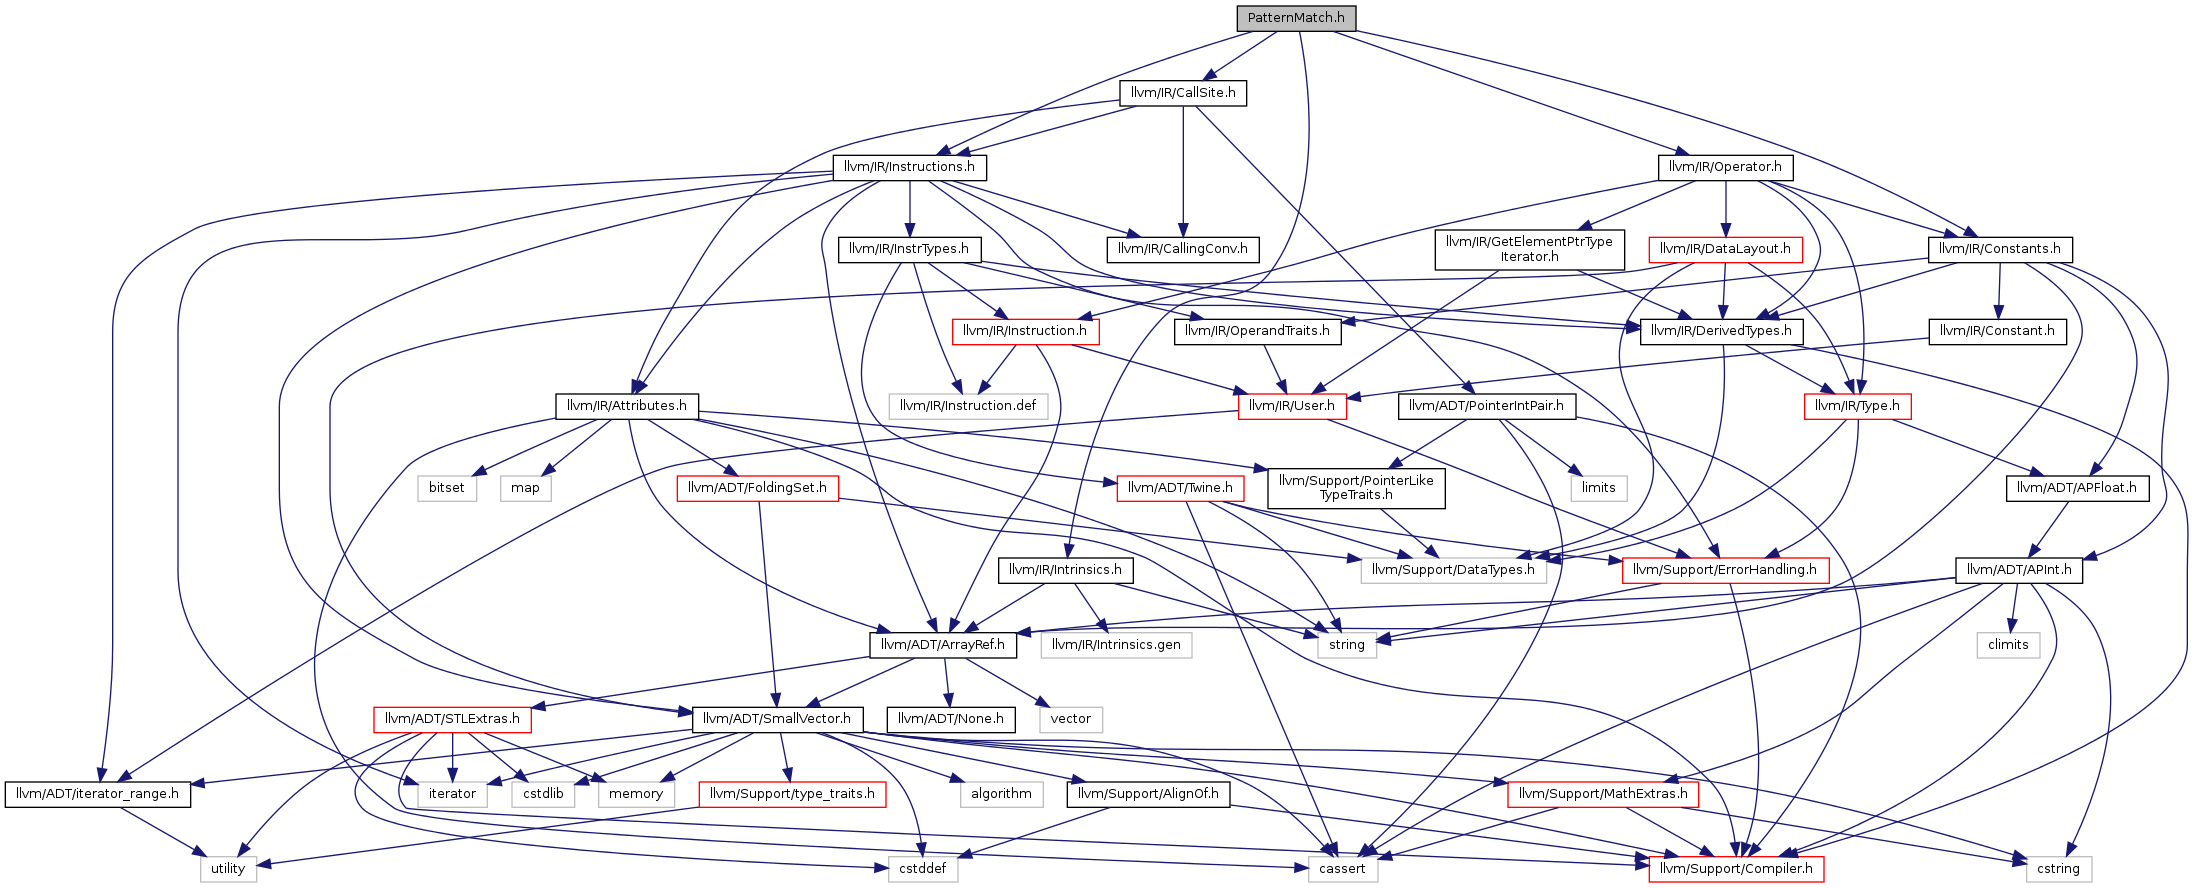 PatternMatch.h
llvm/IR/CallSite.h
llvm/IR/Instructions.h
llvm/IR/Operator.h
llvm/IR/InstrTypes.h
llvm/IR/CallingConv.h
llvm/IR/GetElementPtrType
Iterator.h
llvm/IR/DataLayout.h
llvm/IR/Constants.h
llvm/IR/Instruction.h
llvm/IR/OperandTraits.h
llvm/IR/DerivedTypes.h
llvm/IR/Constant.h
llvm/IR/Attributes.h
llvm/IR/Instruction.def
llvm/IR/User.h
llvm/ADT/PointerIntPair.h
llvm/IR/Type.h
bitset
map
llvm/ADT/FoldingSet.h
llvm/ADT/Twine.h
llvm/Support/PointerLike
TypeTraits.h
limits
llvm/ADT/APFloat.h
llvm/IR/Intrinsics.h
llvm/Support/DataTypes.h
llvm/Support/ErrorHandling.h
llvm/ADT/APInt.h
llvm/ADT/ArrayRef.h
llvm/IR/Intrinsics.gen
string
climits
llvm/ADT/STLExtras.h
llvm/ADT/SmallVector.h
llvm/ADT/None.h
vector
llvm/ADT/iterator_range.h
iterator
cstdlib
memory
llvm/Support/type_traits.h
algorithm
llvm/Support/AlignOf.h
llvm/Support/MathExtras.h
utility
cstddef
cassert
llvm/Support/Compiler.h
cstring